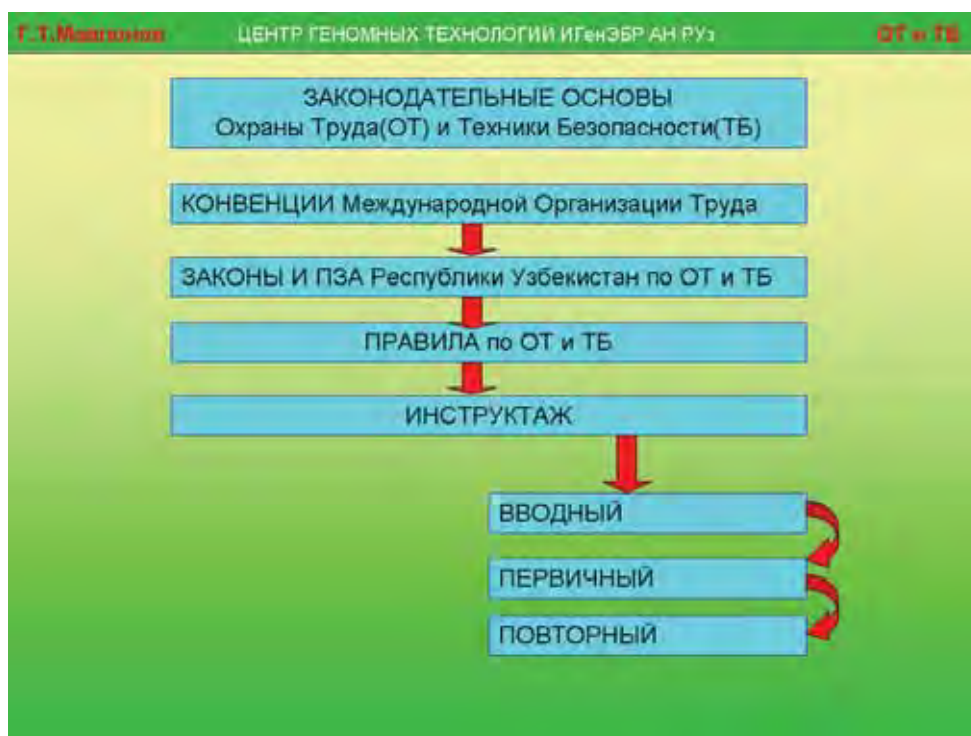 ЦЕНТР ГЕНОМНЫХ ТЕХНОЛОГИИ ИГенЭБР АН РУз
ОТ и ТБ
ЗАКОНОДАТЕЛЬНЫЕ ОСНОВЫ
Охраны Труда(ОТ) и Техники Безопасности(ТБ)
КОНВЕНЦИИ Международной Организации Труда
ЗАКОНЫ И ПЗА Республики Узбекистан по ОТ и ТБ
ПРАВИЛА по ОТ и ТБ
ИНСТРУКТАЖ
ВВОДНЫЙ
ПЕРВИЧНЫЙ
ПОВТОРНЫЙ